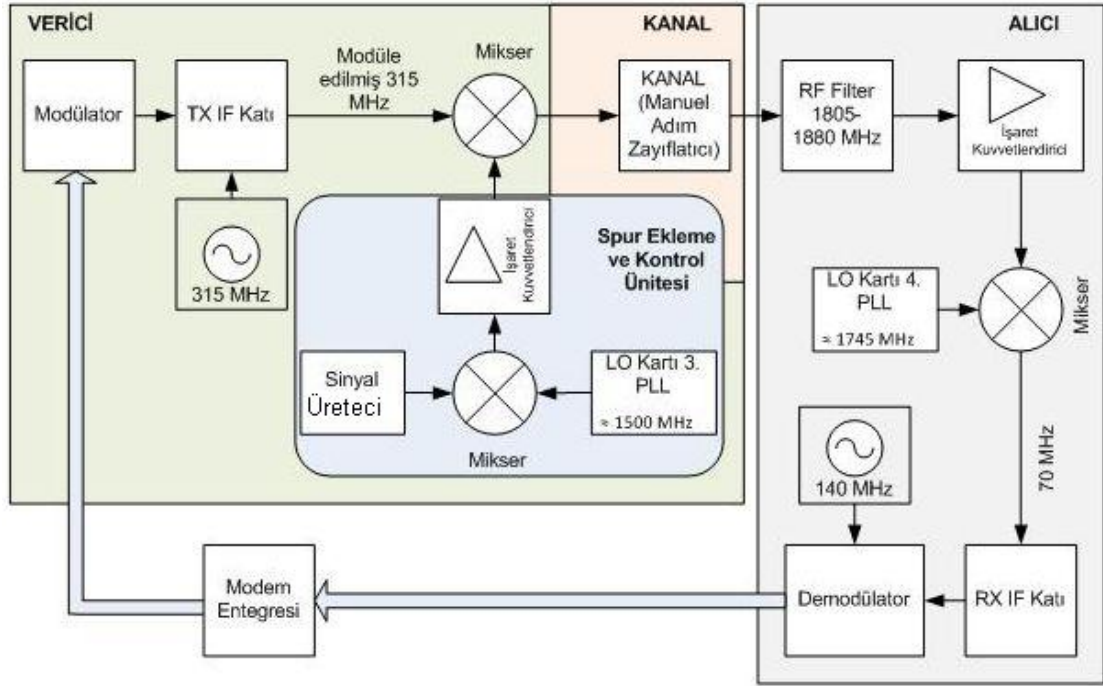 VERİCİ
KANAL
ALICI
Modülator
TX IF Katı
Modüle
edilmiş 315
MHz
Mikser
KANAL
(Manuel
Adım
Zayıflatıcı)
RF Filter
1805-
1880 MHz
İşaret
Kuvvetlendirici
315 MHz
İşaret
Kuvvetlendirici
Spur Ekleme
ve Kontrol
Ünitesi
LO Kartı 4.
PLL
≈ 1745 MHz
Mikser
Sinyal
Üreteci
LO Kartı 3.
PLL
≈ 1500 MHz
Mikser
140 MHz
70 MHz
Modem
Entegresi
Demodülator
RX IF Katı